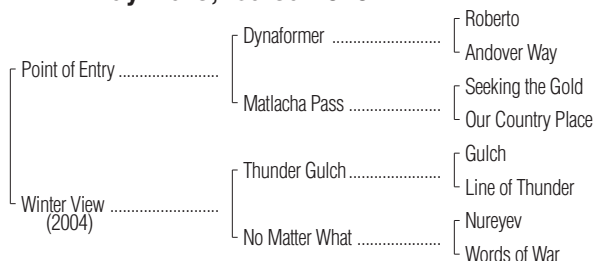 Roberto
Dynaformer ....................
Andover Way
Point of Entry ....................
Seeking the Gold
Matlacha Pass ..................
Our Country Place
Gulch
Thunder Gulch..................
Line of Thunder
Winter View .....................
(2004)
Nureyev
No Matter What ................
Words of War